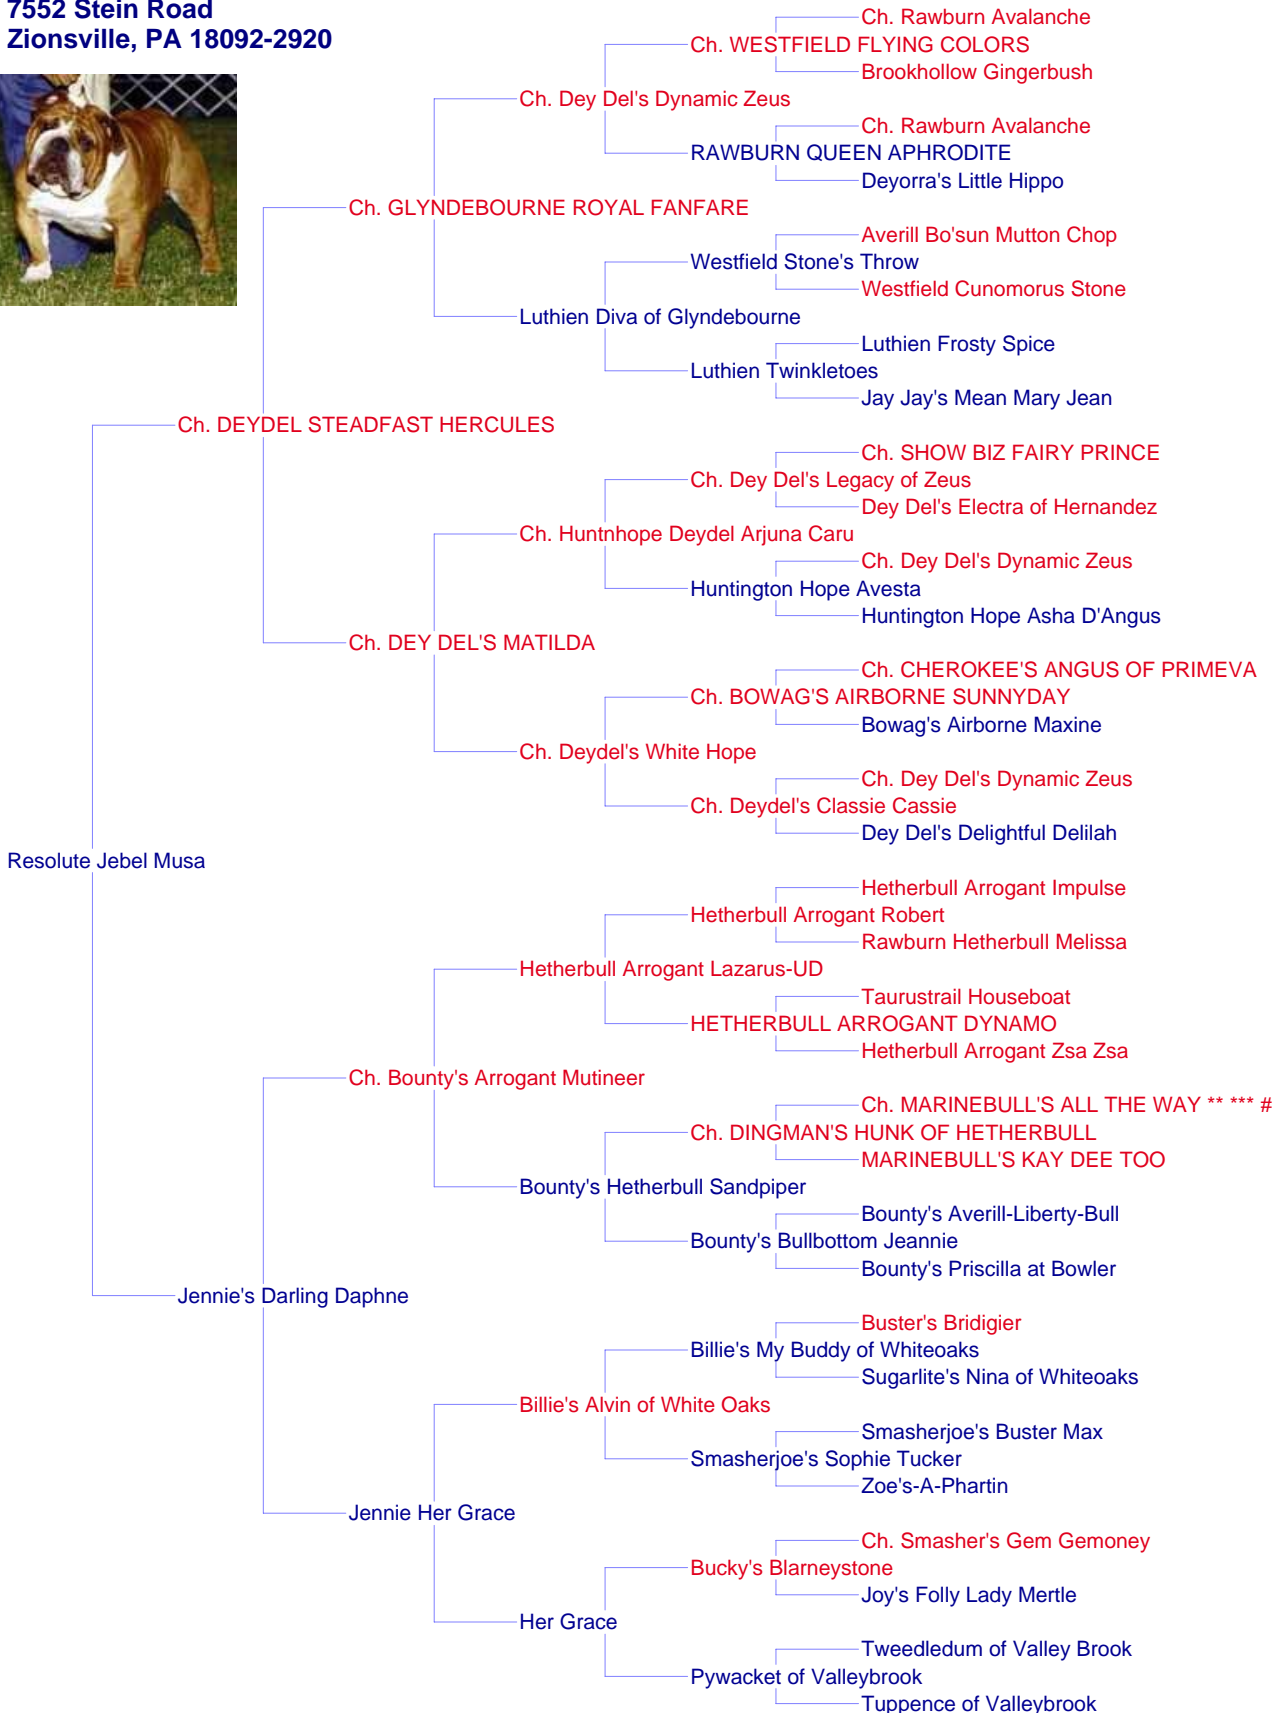 7552 Stein Road
Zionsville, PA 18092-2920
Ch. Rawburn Avalanche
Ch. WESTFIELD FLYING COLORS
Brookhollow Gingerbush
Ch. Dey Del's Dynamic Zeus
Ch. Rawburn Avalanche
RAWBURN QUEEN APHRODITE
Deyorra's Little Hippo
Ch. GLYNDEBOURNE ROYAL FANFARE
Averill Bo'sun Mutton Chop
Westfield Stone's Throw
Westfield Cunomorus Stone
Luthien Diva of Glyndebourne
Luthien Frosty Spice
Luthien Twinkletoes
Jay Jay's Mean Mary Jean
Ch. DEYDEL STEADFAST HERCULES
Ch. SHOW BIZ FAIRY PRINCE
Ch. Dey Del's Legacy of Zeus
Dey Del's Electra of Hernandez
Ch. Huntnhope Deydel Arjuna Caru
Ch. Dey Del's Dynamic Zeus
Huntington Hope Avesta
Huntington Hope Asha D'Angus
Ch. DEY DEL'S MATILDA
Ch. CHEROKEE'S ANGUS OF PRIMEVA
Ch. BOWAG'S AIRBORNE SUNNYDAY
Bowag's Airborne Maxine
Ch. Deydel's White Hope
Ch. Dey Del's Dynamic Zeus
Ch. Deydel's Classie Cassie
Dey Del's Delightful Delilah
Resolute Jebel Musa
Hetherbull Arrogant Impulse
Hetherbull Arrogant Robert
Rawburn Hetherbull Melissa
Hetherbull Arrogant Lazarus-UD
Taurustrail Houseboat
HETHERBULL ARROGANT DYNAMO
Hetherbull Arrogant Zsa Zsa
Ch. Bounty's Arrogant Mutineer
Ch. MARINEBULL'S ALL THE WAY ** *** #
Ch. DINGMAN'S HUNK OF HETHERBULL
MARINEBULL'S KAY DEE TOO
Bounty's Hetherbull Sandpiper
Bounty's Averill-Liberty-Bull
Bounty's Bullbottom Jeannie
Bounty's Priscilla at Bowler
Jennie's Darling Daphne
Buster's Bridigier
Billie's My Buddy of Whiteoaks
Sugarlite's Nina of Whiteoaks
Billie's Alvin of White Oaks
Smasherjoe's Buster Max
Smasherjoe's Sophie Tucker
Zoe's-A-Phartin
Jennie Her Grace
Ch. Smasher's Gem Gemoney
Bucky's Blarneystone
Joy's Folly Lady Mertle
Her Grace
Tweedledum of Valley Brook
Pywacket of Valleybrook
Tuppence of Valleybrook